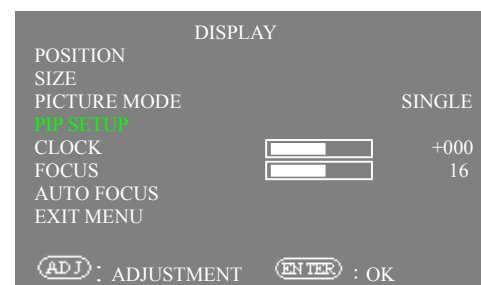 DISPLAY
POSITION
SIZE
PICTURE MODE SINGLE
PIP SETUP
CLOCK +000
FOCUS 16
AUTO FOCUS
EXIT MENU
ADJ : ADJUSTMENT ENTER : OK